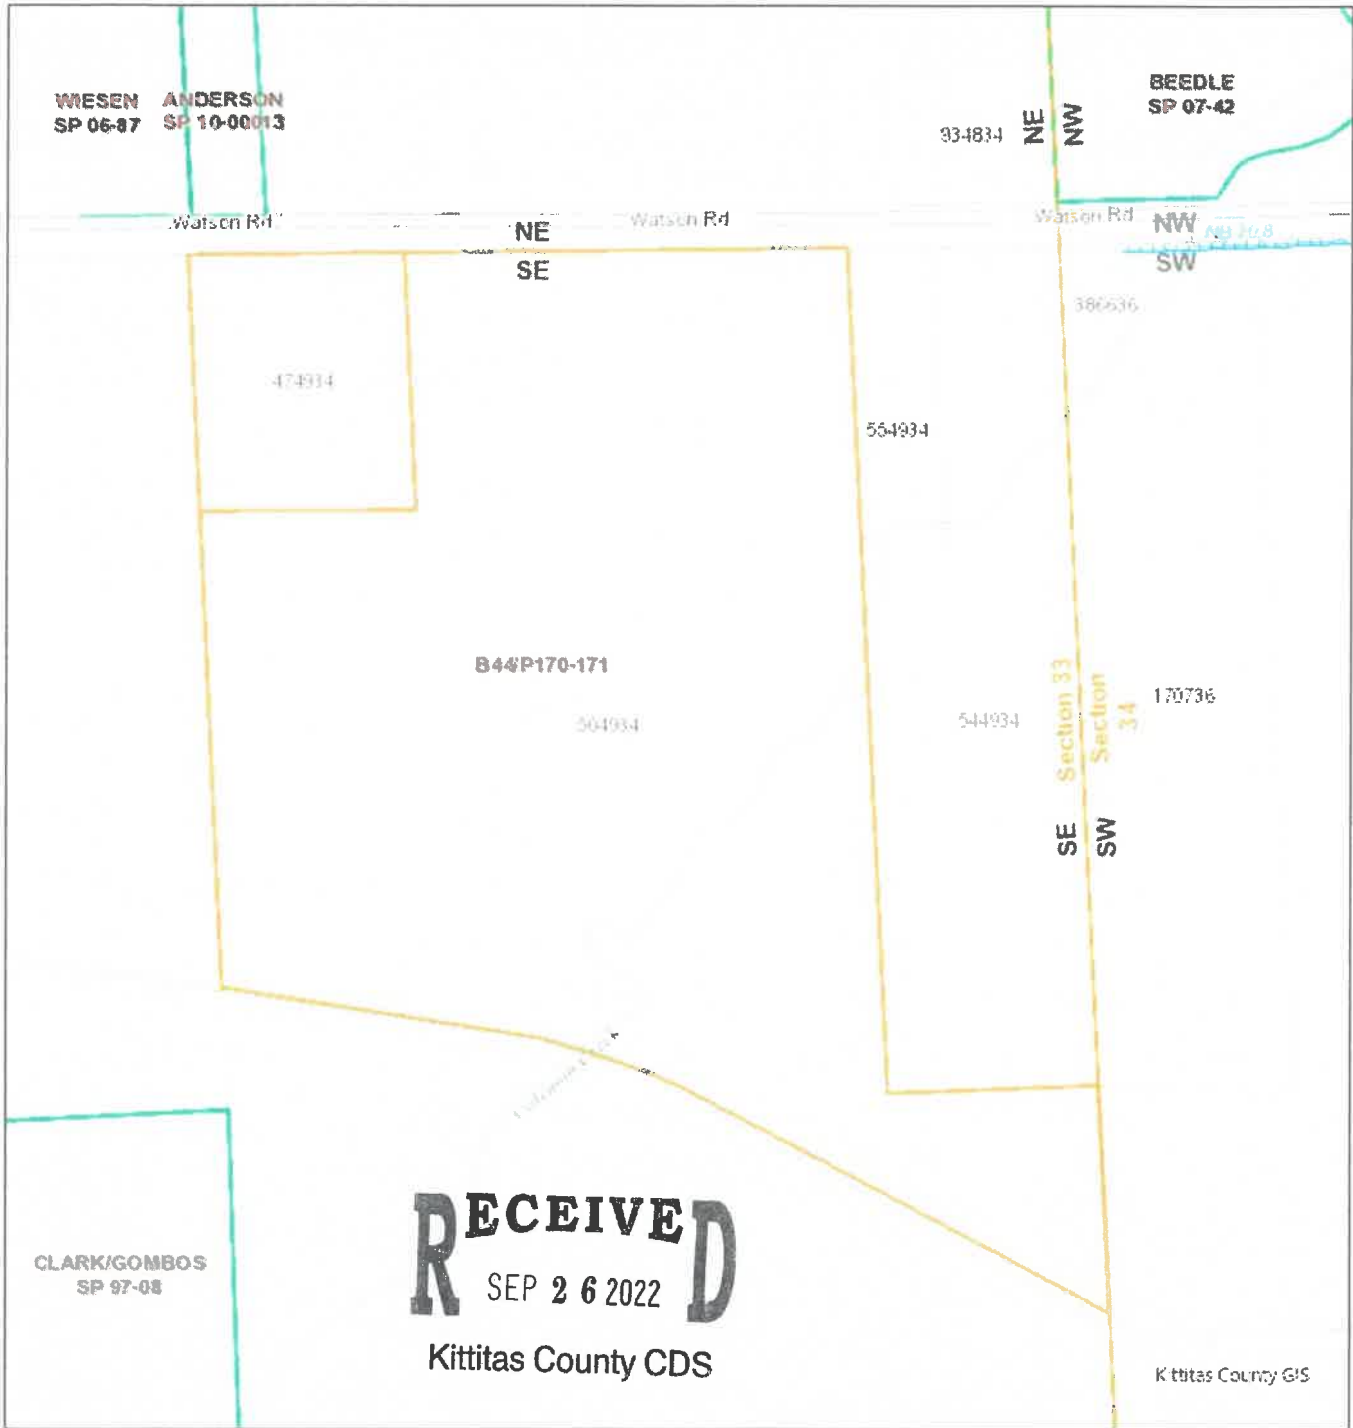 WIESEN
SP 06-87
ANDERSON
SP 10-00013
934834
NE
NW
BEEDLE
SP 07-42
Watson Rd
Watson Rd
Watson Rd
NE
SE
NW
SW
386636
474934
554934
B44/P170-171
564934
544934
Section 33
Section
34
170736
SE
SW
CLARK/GOMBOS
SP 97-08
RECEIVED
SEP 26 2022
Kittitas County CDS
Kittitas County GIS